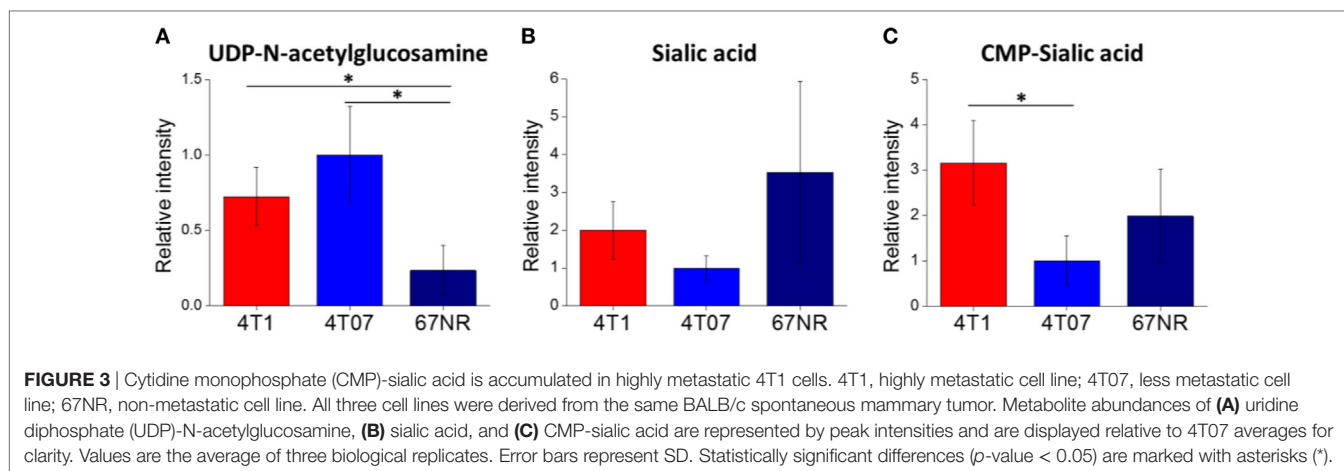 A
UDP-N-acetylglucosamine
Relative intensity
1.5
1.0
0.5
0.0
*
*
4T1 4T07 67NR
B
Sialic acid
Relative intensity
6
5
4
3
2
1
0
4T1 4T07 67NR
C
CMP-Sialic acid
Relative intensity
5
4
3
2
1
0
*
4T1 4T07 67NR
FIGURE 3 | Cytidine monophosphate (CMP)-sialic acid is accumulated in highly metastatic 4T1 cells. 4T1, highly metastatic cell line; 4T07, less metastatic cell
line; 67NR, non-metastatic cell line. All three cell lines were derived from the same BALB/c spontaneous mammary tumor. Metabolite abundances of (A) uridine
diphosphate (UDP)-N-acetylglucosamine, (B) sialic acid, and (C) CMP-sialic acid are represented by peak intensities and are displayed relative to 4T07 averages for
clarity. Values are the average of three biological replicates. Error bars represent SD. Statistically significant differences (p-value < 0.05) are marked with asterisks (*).